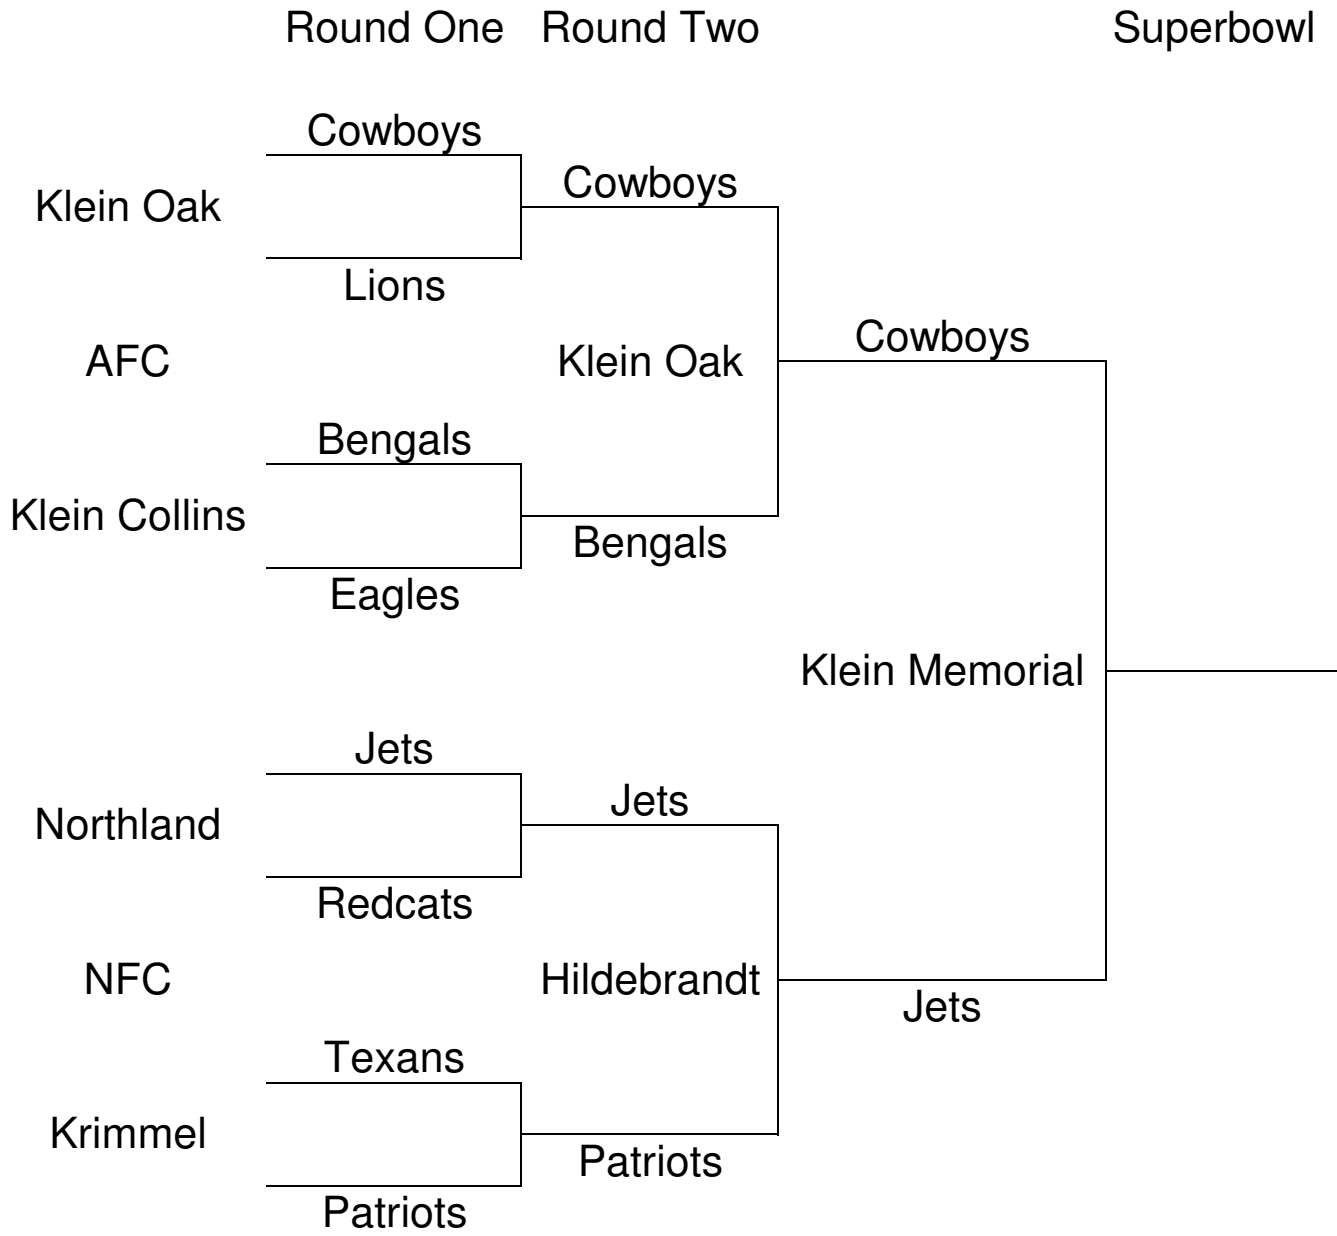 Round One Round Two Superbowl
Cowboys
Cowboys
Klein Oak
Lions
Cowboys
AFC Klein Oak
Bengals
Klein Collins
Bengals
Eagles
Klein Memorial
Jets
Jets
Northland
Redcats
NFC Hildebrandt
Jets
Texans
Krimmel
Patriots
Patriots